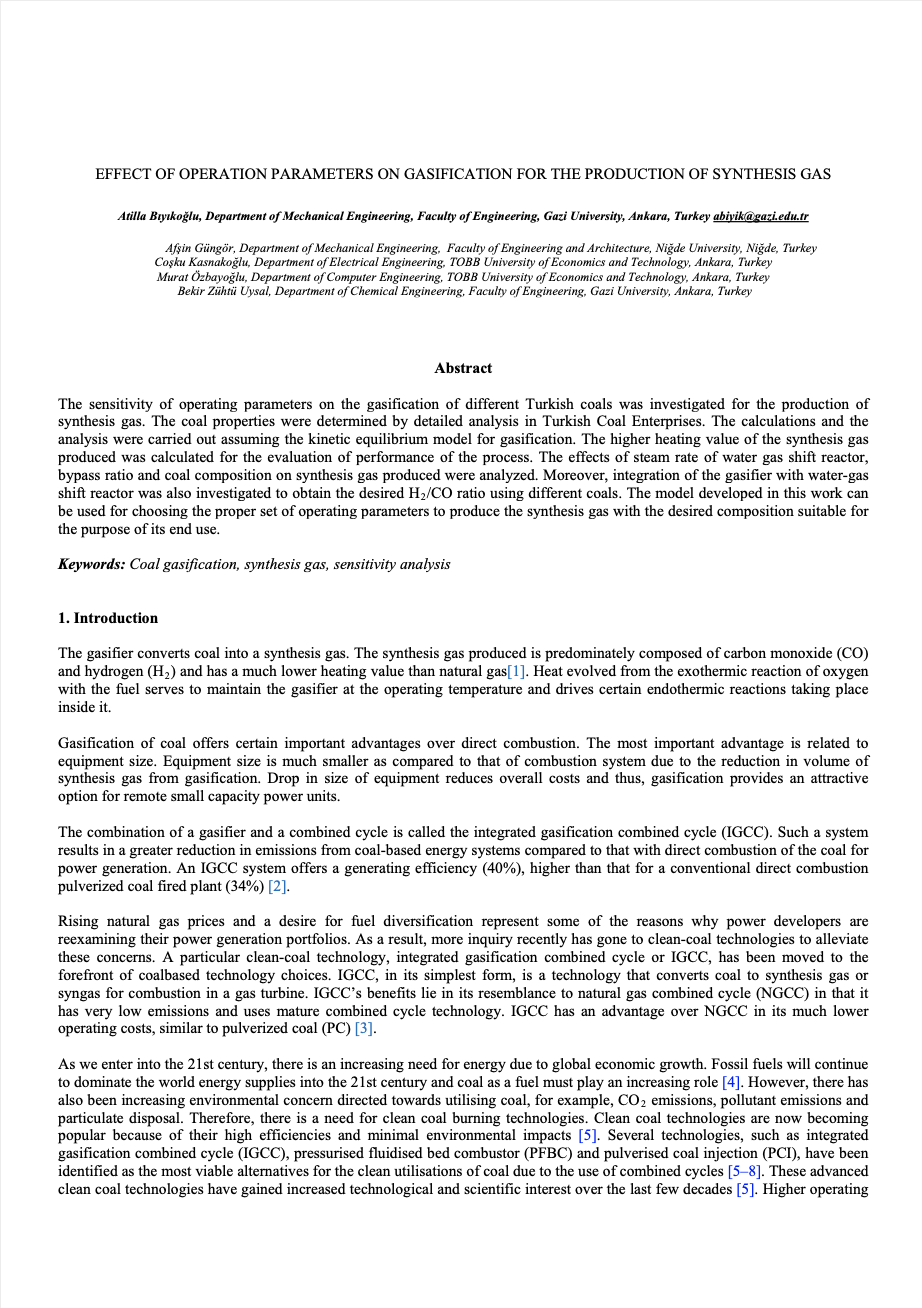 EFFECT OF OPERATION PARAMETERS ON GASIFICATION FOR THE PRODUCTION OF SYNTHESIS GAS
Atilla Bıyıkoğlu, Department of Mechanical Engineering, Faculty of Engineering, Gazi University, Ankara, Turkey abiyik@gazi.edu.tr
Afşin Güngör, Department of Mechanical Engineering, Faculty of Engineering and Architecture, Niğde University, Niğde, Turkey
Coşku Kasnakoğlu, Department of Electrical Engineering, TOBB University of Economics and Technology, Ankara, Turkey
Murat Özbayoğlu, Department of Computer Engineering, TOBB University of Economics and Technology, Ankara, Turkey
Bekir Zühtü Uysal, Department of Chemical Engineering, Faculty of Engineering, Gazi University, Ankara, Turkey
Abstract
The sensitivity of operating parameters on the gasification of different Turkish coals was investigated for the production of
synthesis gas. The coal properties were determined by detailed analysis in Turkish Coal Enterprises. The calculations and the
analysis were carried out assuming the kinetic equilibrium model for gasification. The higher heating value of the synthesis gas
produced was calculated for the evaluation of performance of the process. The effects of steam rate of water gas shift reactor,
bypass ratio and coal composition on synthesis gas produced were analyzed. Moreover, integration of the gasifier with water-gas
shift reactor was also investigated to obtain the desired H₂/CO ratio using different coals. The model developed in this work can
be used for choosing the proper set of operating parameters to produce the synthesis gas with the desired composition suitable for
the purpose of its end use.
Keywords: Coal gasification, synthesis gas, sensitivity analysis
1. Introduction
The gasifier converts coal into a synthesis gas. The synthesis gas produced is predominately composed of carbon monoxide (CO)
and hydrogen (H₂) and has a much lower heating value than natural gas[1]. Heat evolved from the exothermic reaction of oxygen
with the fuel serves to maintain the gasifier at the operating temperature and drives certain endothermic reactions taking place
inside it.
Gasification of coal offers certain important advantages over direct combustion. The most important advantage is related to
equipment size. Equipment size is much smaller as compared to that of combustion system due to the reduction in volume of
synthesis gas from gasification. Drop in size of equipment reduces overall costs and thus, gasification provides an attractive
option for remote small capacity power units.
The combination of a gasifier and a combined cycle is called the integrated gasification combined cycle (IGCC). Such a system
results in a greater reduction in emissions from coal-based energy systems compared to that with direct combustion of the coal for
power generation. An IGCC system offers a generating efficiency (40%), higher than that for a conventional direct combustion
pulverized coal fired plant (34%) [2].
Rising natural gas prices and a desire for fuel diversification represent some of the reasons why power developers are
reexamining their power generation portfolios. As a result, more inquiry recently has gone to clean-coal technologies to alleviate
these concerns. A particular clean-coal technology, integrated gasification combined cycle or IGCC, has been moved to the
forefront of coalbased technology choices. IGCC, in its simplest form, is a technology that converts coal to synthesis gas or
syngas for combustion in a gas turbine. IGCC’s benefits lie in its resemblance to natural gas combined cycle (NGCC) in that it
has very low emissions and uses mature combined cycle technology. IGCC has an advantage over NGCC in its much lower
operating costs, similar to pulverized coal (PC) [3].
As we enter into the 21st century, there is an increasing need for energy due to global economic growth. Fossil fuels will continue
to dominate the world energy supplies into the 21st century and coal as a fuel must play an increasing role [4]. However, there has
also been increasing environmental concern directed towards utilising coal, for example, CO₂ emissions, pollutant emissions and
particulate disposal. Therefore, there is a need for clean coal burning technologies. Clean coal technologies are now becoming
popular because of their high efficiencies and minimal environmental impacts [5]. Several technologies, such as integrated
gasification combined cycle (IGCC), pressurised fluidised bed combustor (PFBC) and pulverised coal injection (PCI), have been
identified as the most viable alternatives for the clean utilisations of coal due to the use of combined cycles [5–8]. These advanced
clean coal technologies have gained increased technological and scientific interest over the last few decades [5]. Higher operating